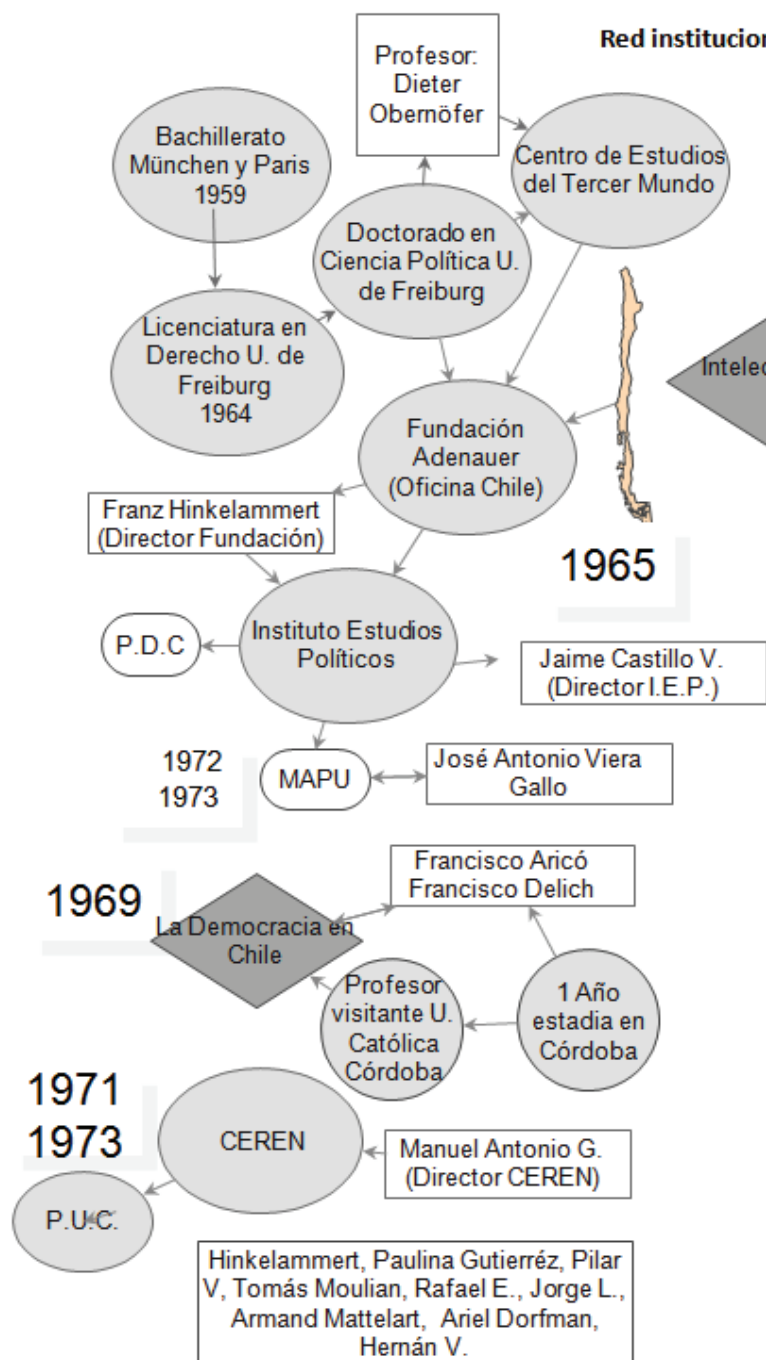 Red institucion
Profesor:
Dieter
Obernöfer
Bachillerato
München y Paris
1959
Centro de Estudios
del Tercer Mundo
Doctorado en
Ciencia Política U.
de Freiburg
Licenciatura en
Derecho U. de
Freiburg
1964
Intelec
Fundación
Adenauer
(Oficina Chile)
Franz Hinkelammert
(Director Fundación)
1965
Instituto Estudios
Políticos
P.D.C
Jaime Castillo V.
(Director I.E.P.)
1972
1973
MAPU
José Antonio Viera
Gallo
1969
Francisco Aricó
Francisco Delich
La Democracia en
Chile
Profesor
visitante U.
Católica
Córdoba
1 Año
estadia en
Córdoba
1971
1973
CEREN
Manuel Antonio G.
(Director CEREN)
P.U.C.
Hinkelammert, Paulina Gutierréz, Pilar
V, Tomás Moulian, Rafael E., Jorge L.,
Armand Mattelart, Ariel Dorfman,
Hernán V.